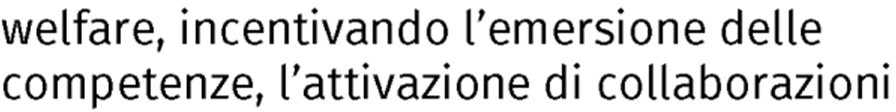 welfare, incentivando l’emersione delle
competenze, l’attivazione di collaborazioni